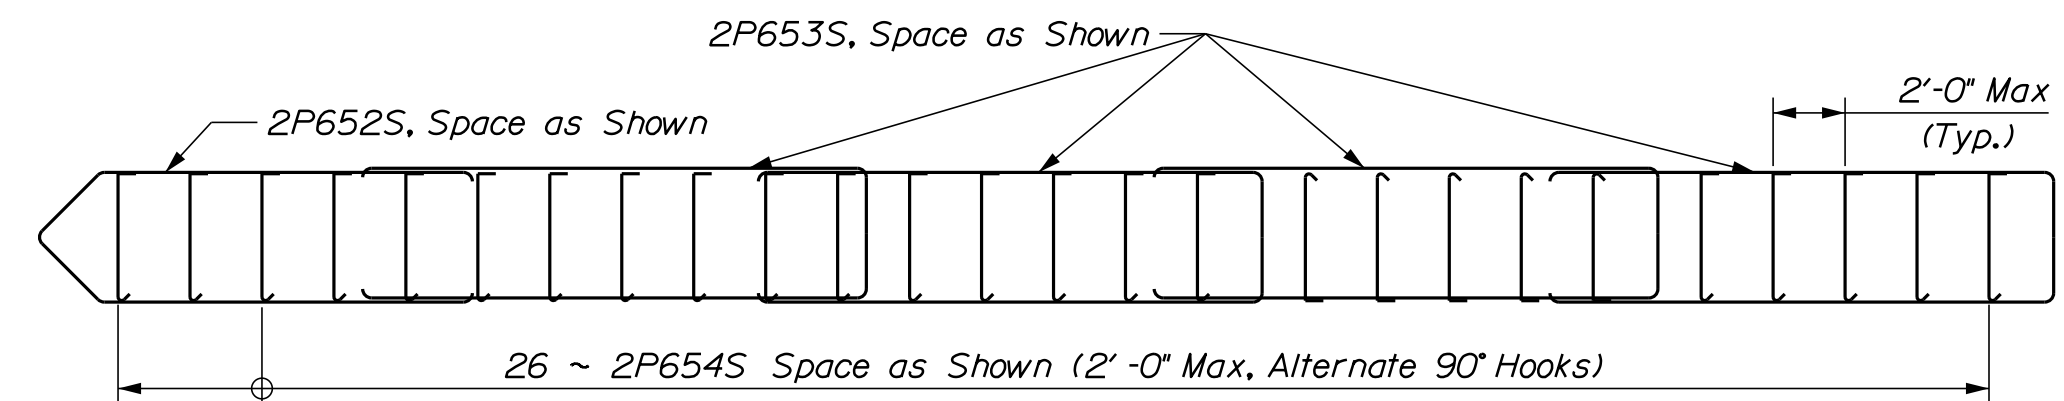 2P653S, Space as Shown
2'-0" Max
(Typ.)
2P652S, Space as Shown
26 ~ 2P654S Space as Shown (2'-0" Max, Alternate 90° Hooks)